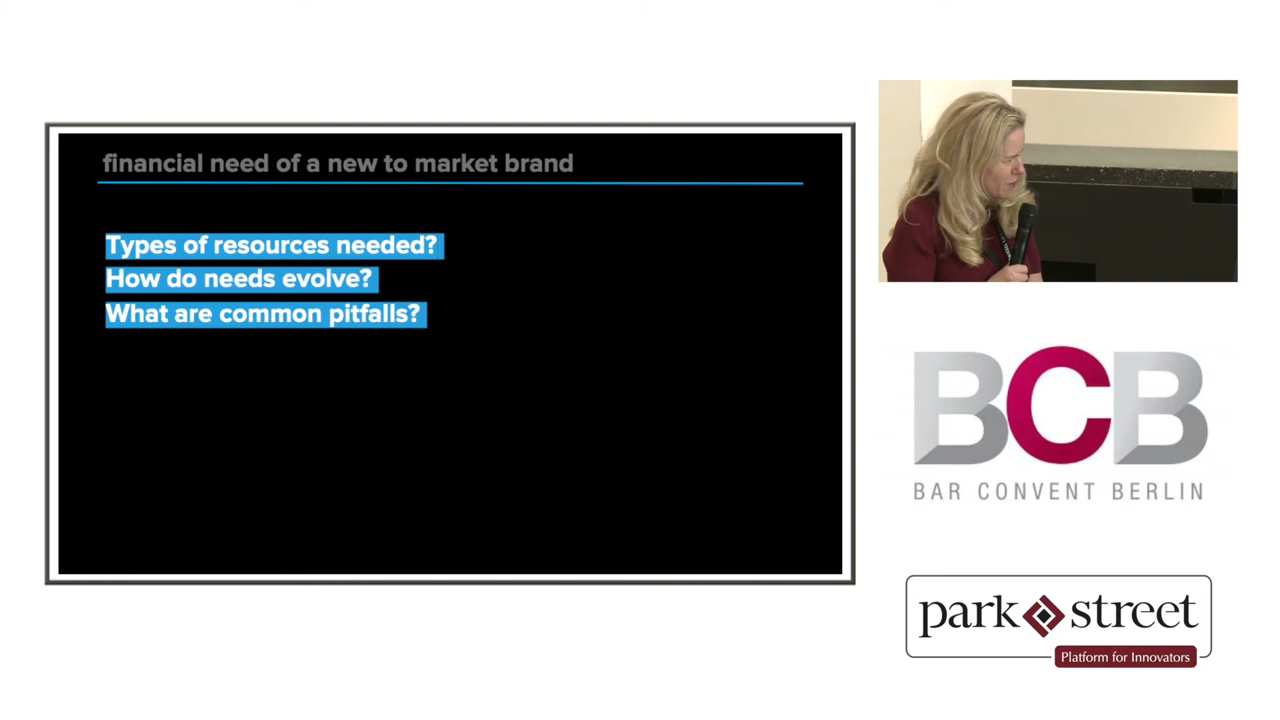 financial need of a new to market brand
Types of resources needed?
How do needs evolve?
What are common pitfalls?
BCB
BAR CONVENT BERLIN
park street
Platform for Innovators